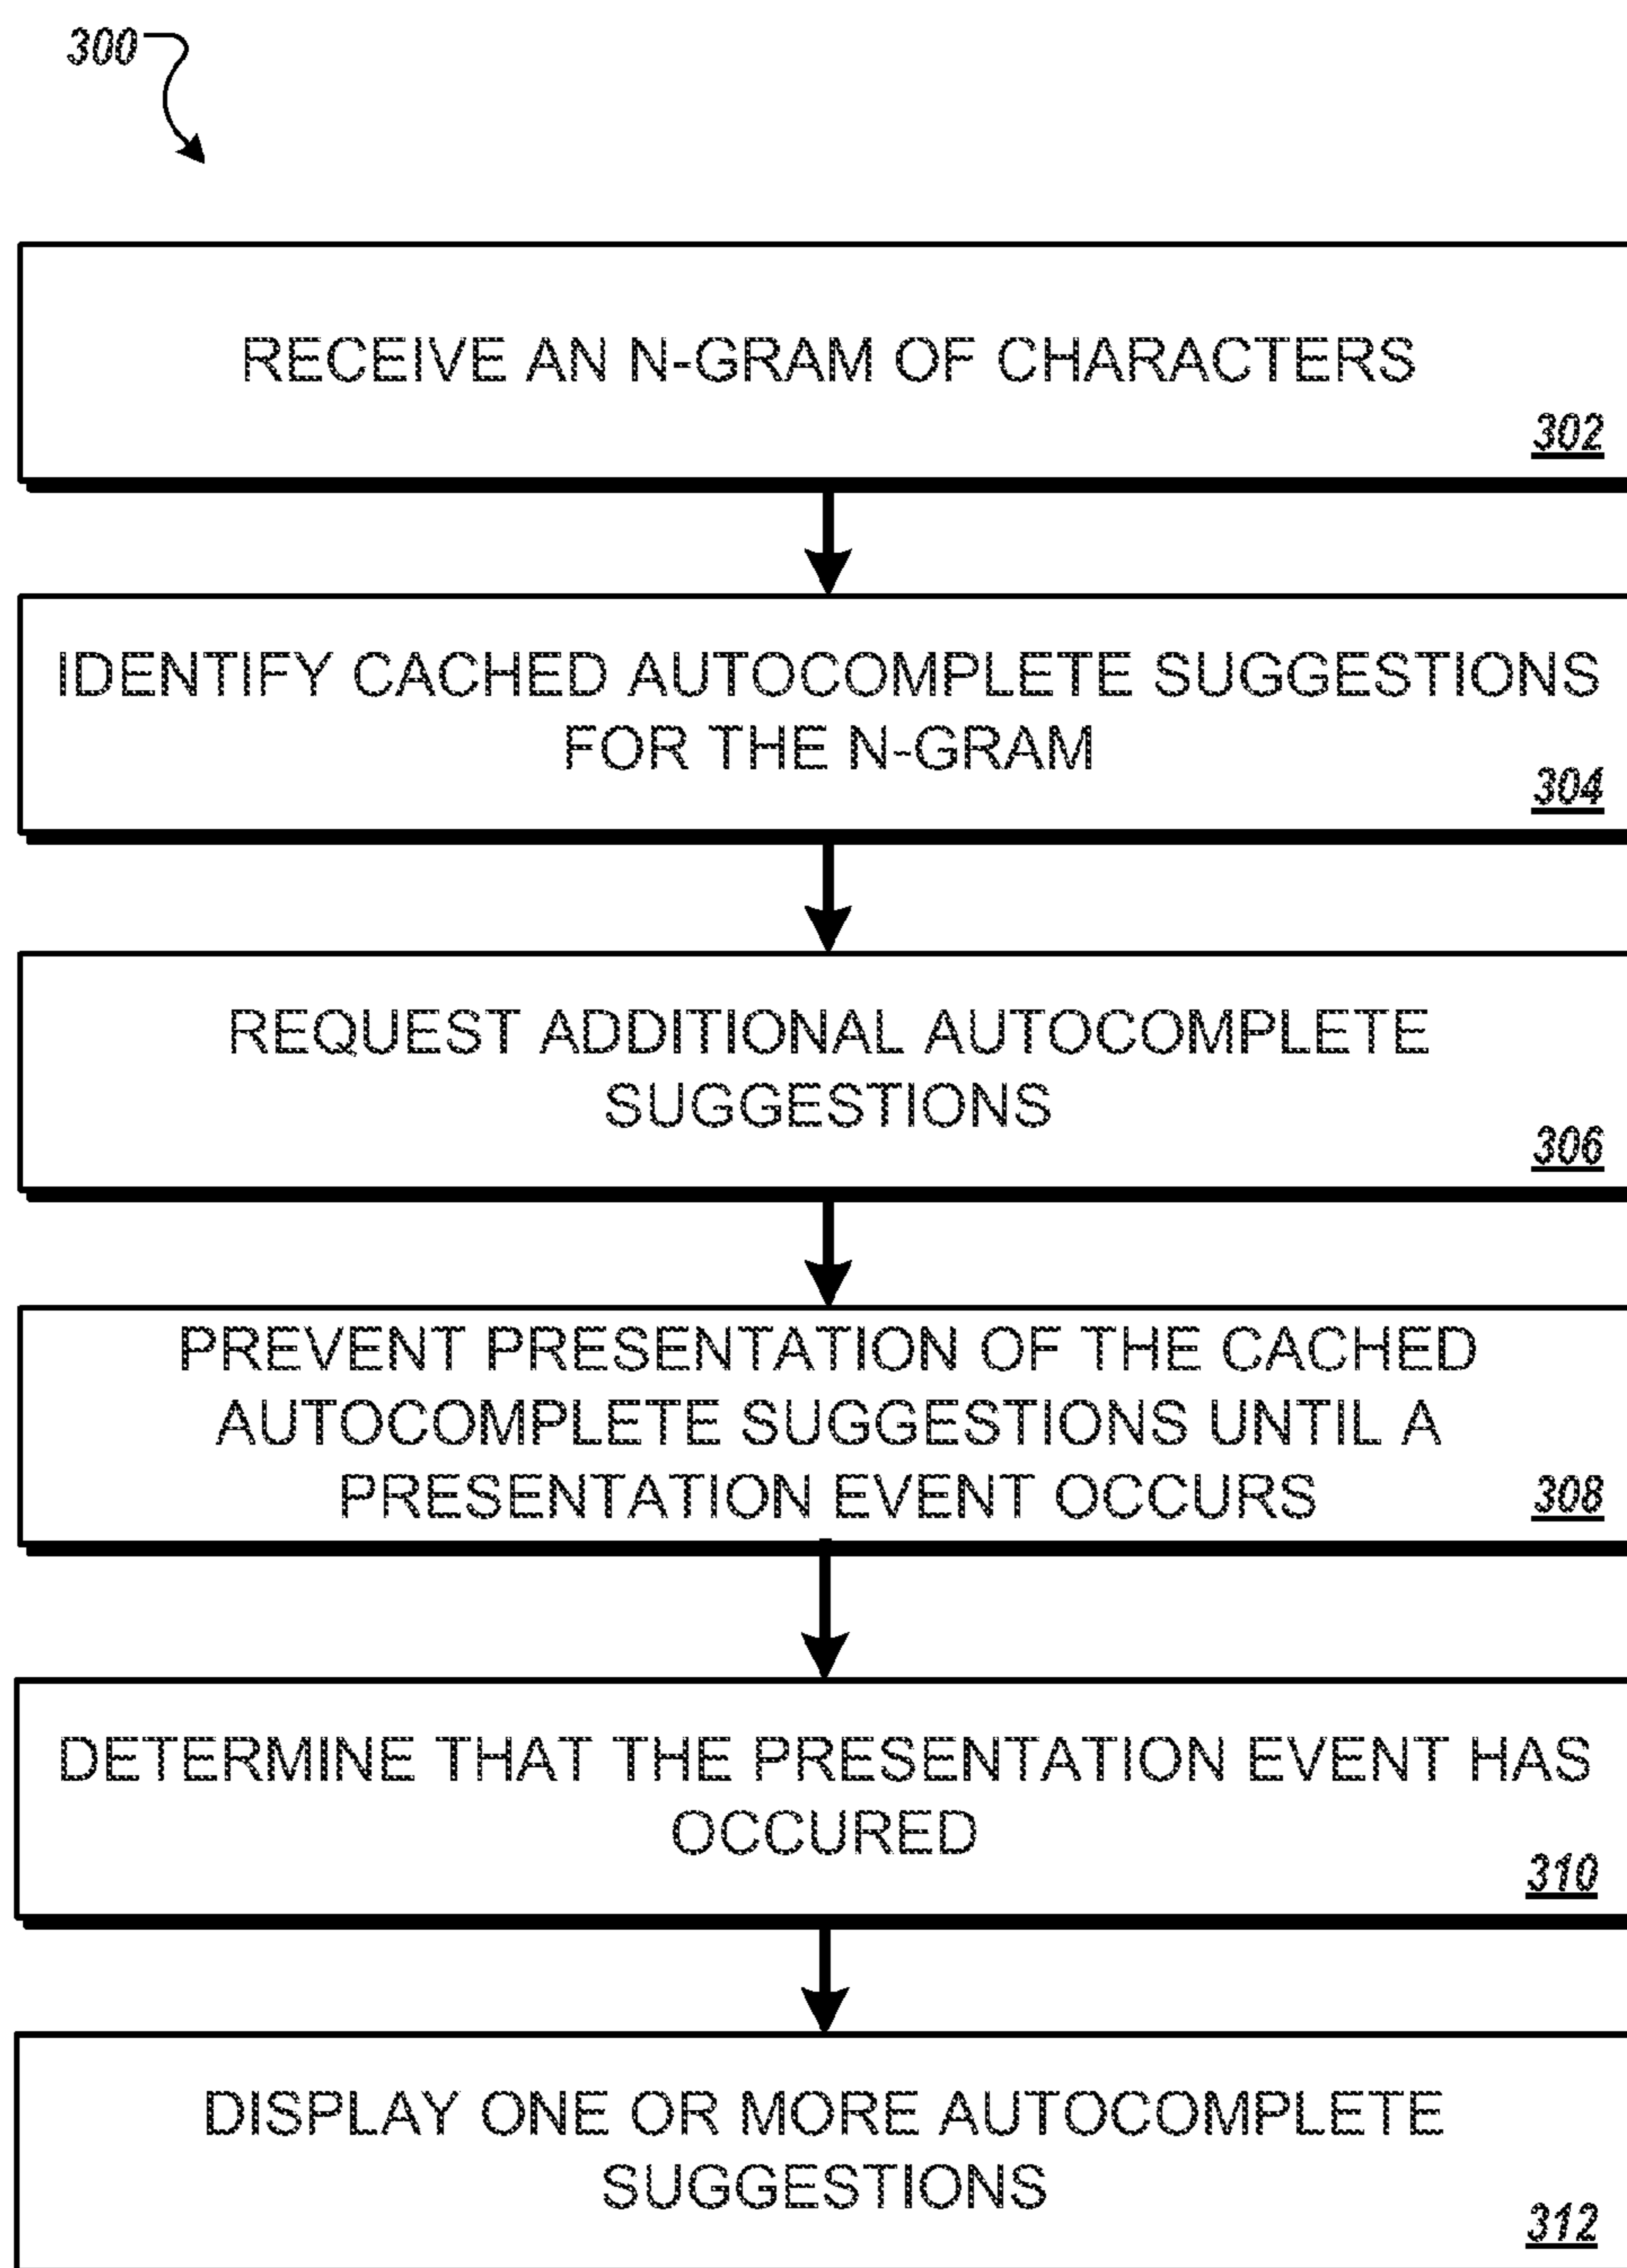 300
RECEIVE AN N-GRAM OF CHARACTERS
302
IDENTIFY CACHED AUTOCOMPLETE SUGGESTIONS
FOR THE N-GRAM
304
REQUEST ADDITIONAL AUTOCOMPLETE
SUGGESTIONS
306
PREVENT PRESENTATION OF THE CACHED
AUTOCOMPLETE SUGGESTIONS UNTIL A
PRESENTATION EVENT OCCURS
308
DETERMINE THAT THE PRESENTATION EVENT HAS
OCCURED
310
DISPLAY ONE OR MORE AUTOCOMPLETE
SUGGESTIONS
312